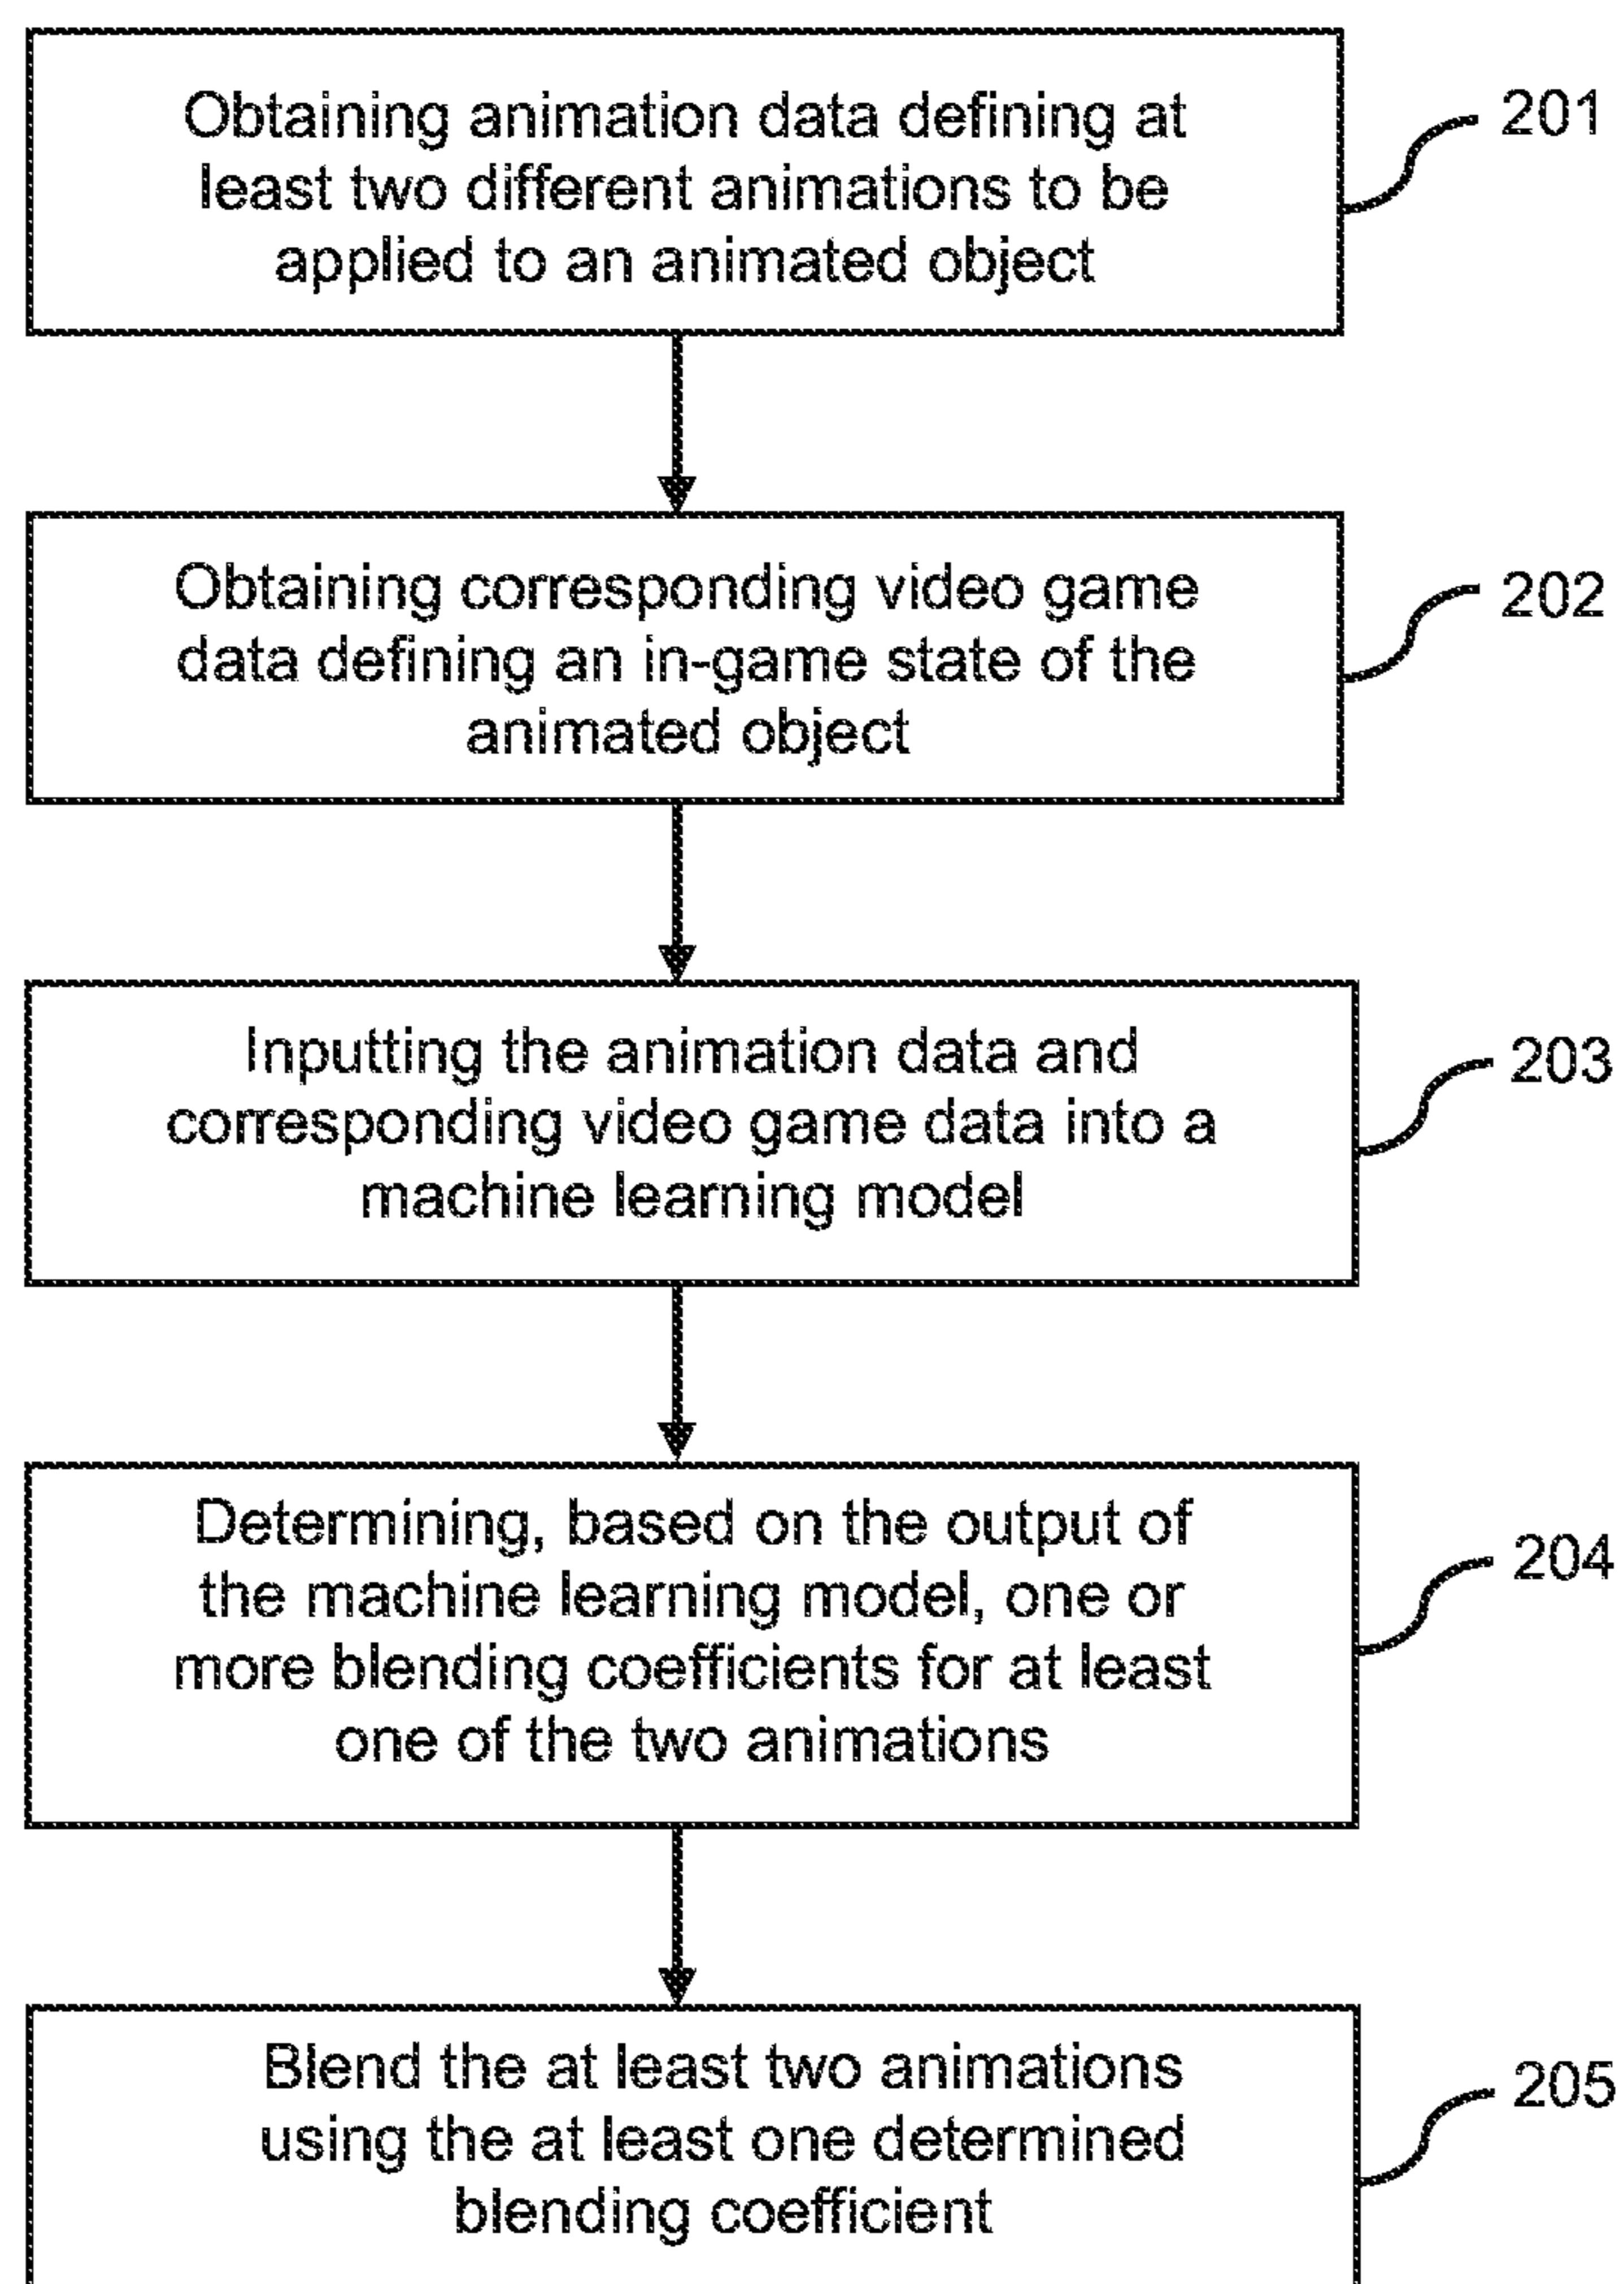 Obtaining animation data defining at
least two different animations to be
applied to an animated object
201
Obtaining corresponding video game
data defining an in-game state of the
animated object
202
Inputting the animation data and
corresponding video game data into a
machine learning model
203
Determining, based on the output of
the machine learning model, one or
more blending coefficients for at least
one of the two animations
204
Blend the at least two animations
using the at least one determined
blending coefficient
205